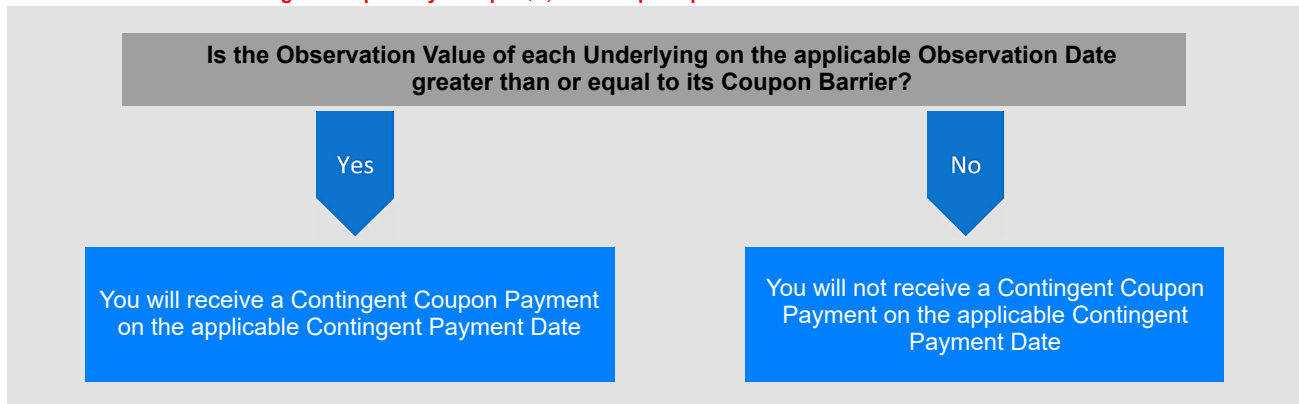 Is the Observation Value of each Underlying on the applicable Observation Date
greater than or equal to its Coupon Barrier?
Yes
No
You will receive a Contingent Coupon Payment
on the applicable Contingent Payment Date
You will not receive a Contingent Coupon
Payment on the applicable Contingent
Payment Date